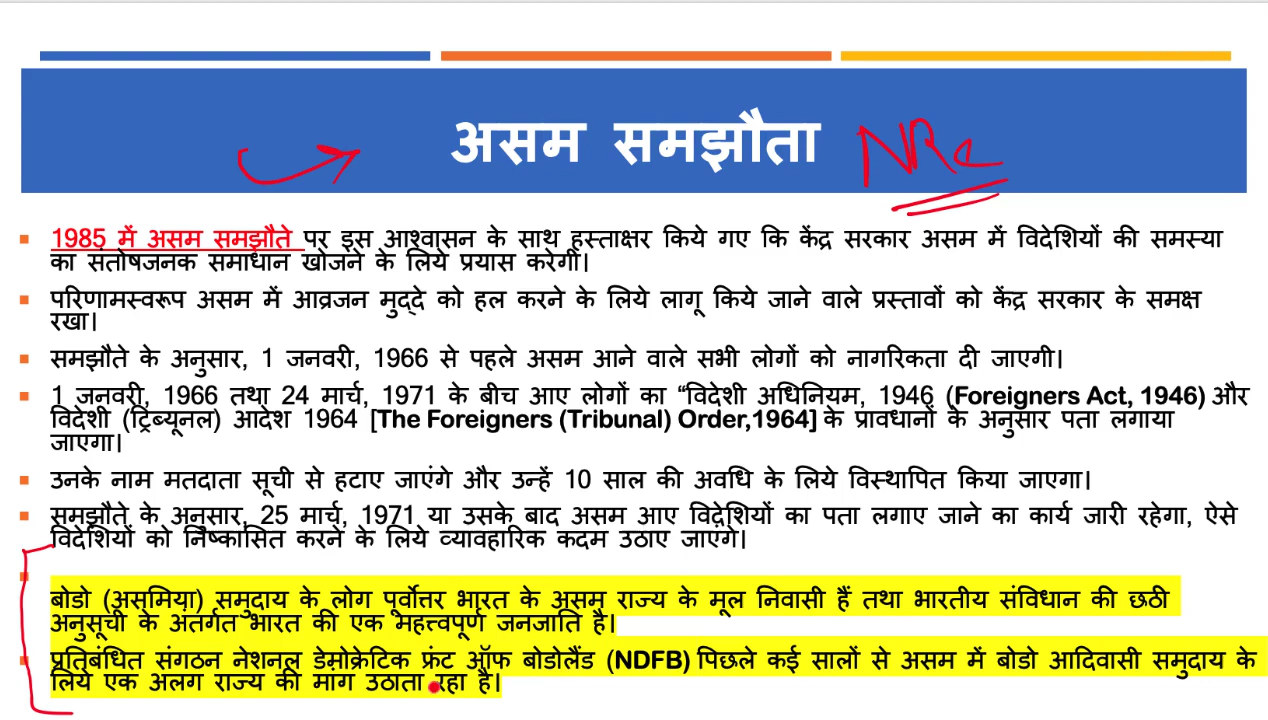 असम समझौता NRC
1985 में असम समझौते पर इस आश्वासन के साथ हस्ताक्षर किये गए कि केंद्र सरकार असम में विदेशियों की समस्या
का संतोषजनक समाधान खोजने के लिये प्रयास करेगी।
परिणामस्वरूप असम में आव्रजन मुद्दे को हल करने के लिये लागू किये जाने वाले प्रस्तावों को केंद्र सरकार के समक्ष
रखा।
समझौते के अनुसार, 1 जनवरी, 1966 से पहले असम आने वाले सभी लोगों को नागरिकता दी जाएगी।
1 जनवरी, 1966 तथा 24 मार्च, 1971 के बीच आए लोगों का “विदेशी अधिनियम, 1946 (Foreigners Act, 1946) और
विदेशी (ट्रिब्यूनल) आदेश 1964 [The Foreigners (Tribunal) Order,1964] के प्रावधानों के अनुसार पता लगाया
जाएगा।
उनके नाम मतदाता सूची से हटाए जाएंगे और उन्हें 10 साल की अवधि के लिये विस्थापित किया जाएगा।
समझौते के अनुसार, 25 मार्च, 1971 या उसके बाद असम आए विदेशियों का पता लगाए जाने का कार्य जारी रहेगा, ऐसे
विदेशियों को निष्कासित करने के लिये व्यावहारिक कदम उठाए जाएंगे।
बोडो (असमिया) समुदाय के लोग पूर्वोत्तर भारत के असम राज्य के मूल निवासी हैं तथा भारतीय संविधान की छठी
अनुसूची के अंतर्गत भारत की एक महत्त्वपूर्ण जनजाति है।
प्रतिबंधित संगठन नेशनल डेमोक्रेटिक फ्रंट ऑफ बोडोलैंड (NDFB) पिछले कई सालों से असम में बोडो आदिवासी समुदाय के
लिये एक अलग राज्य की मांग उठाता रहा है।